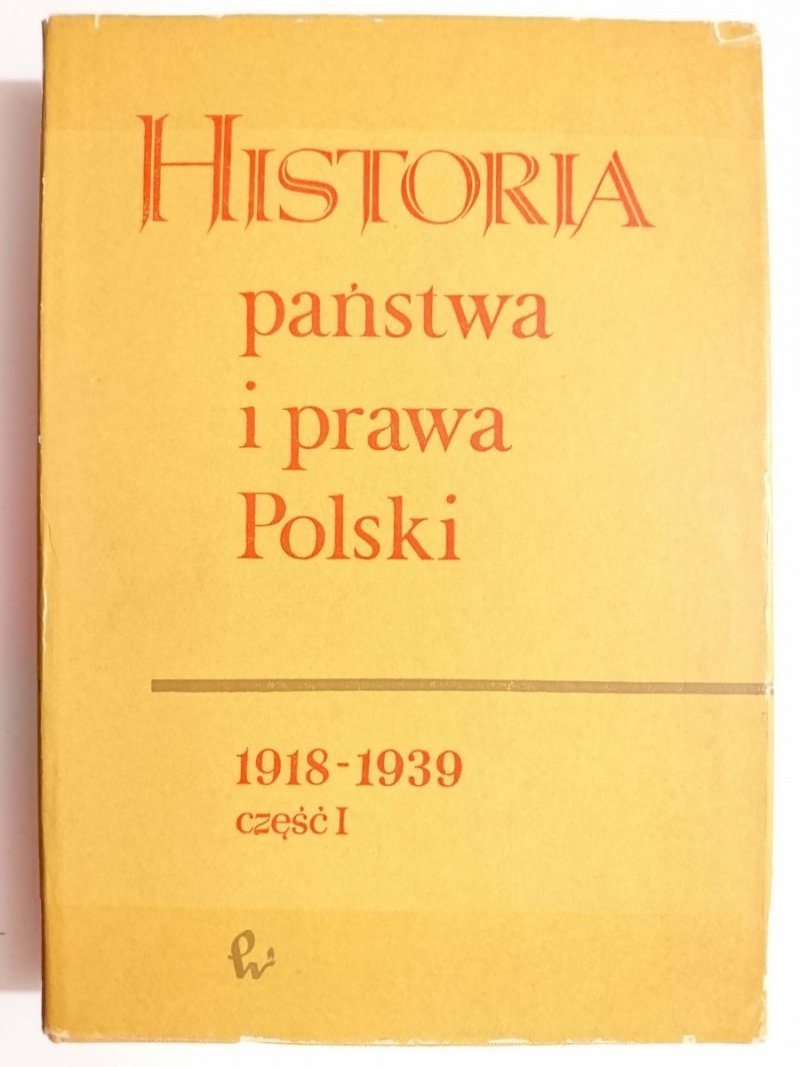 HISTORIA
państwa
i prawa
Polski
1918-1939
część I